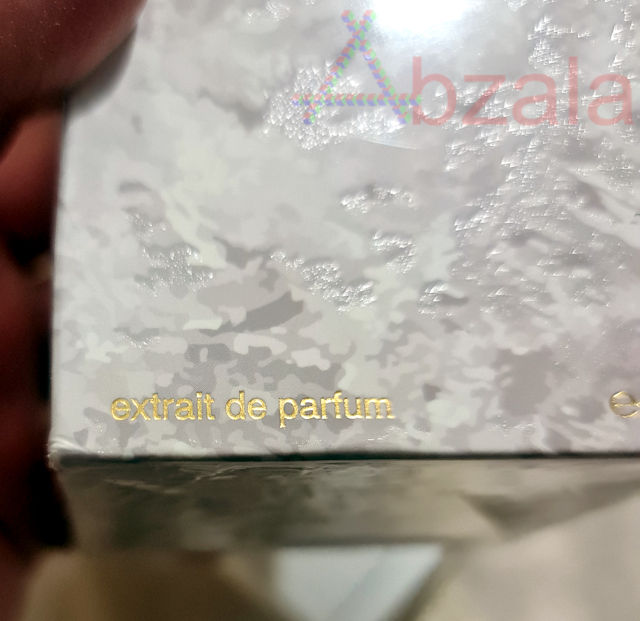 Abzala
extrait de parfum